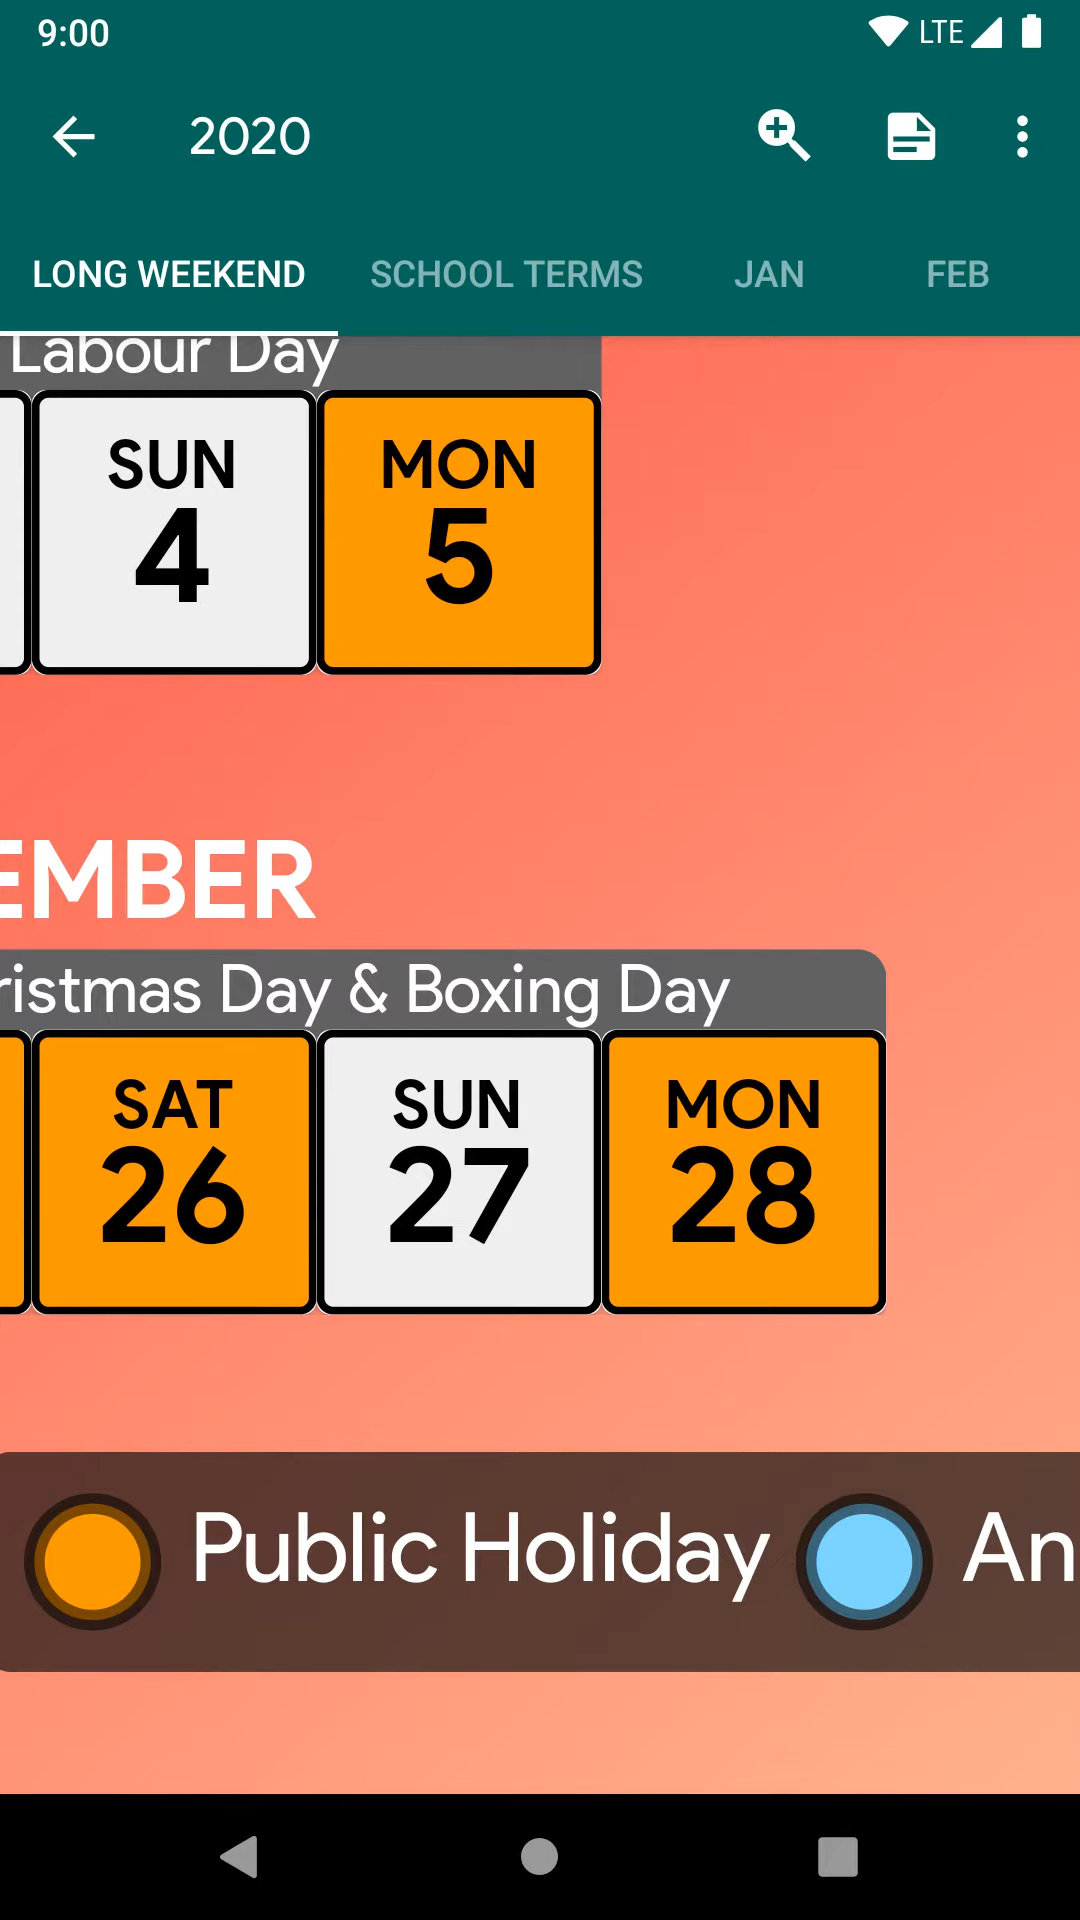 9:00 LTE
2020
LONG WEEKEND SCHOOL TERMS JAN FEB
Labour Day
SUN MON
4 5
EMBER
ristmas Day & Boxing Day
SAT SUN MON
26 27 28
Public Holiday An